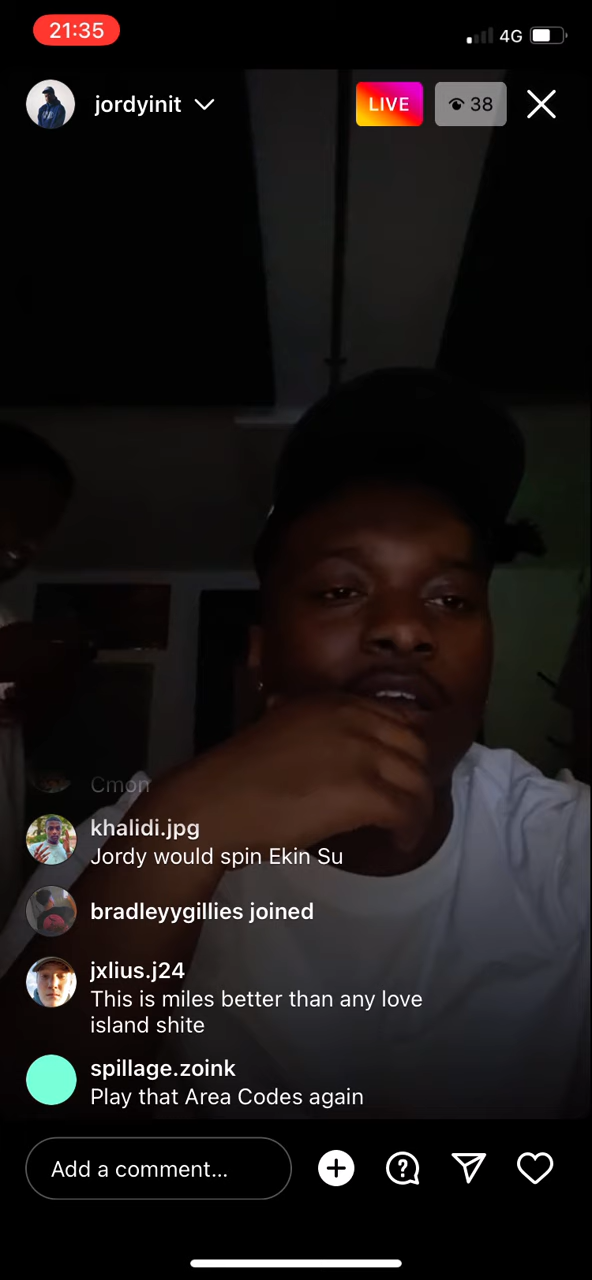 21:35
4G
jordyinit
LIVE
38
Cmon
khalidi.jpg
Jordy would spin Ekin Su
bradleyygillies joined
jxlius.j24
This is miles better than any love
island shite
spillage.zoink
Play that Area Codes again
Add a comment...